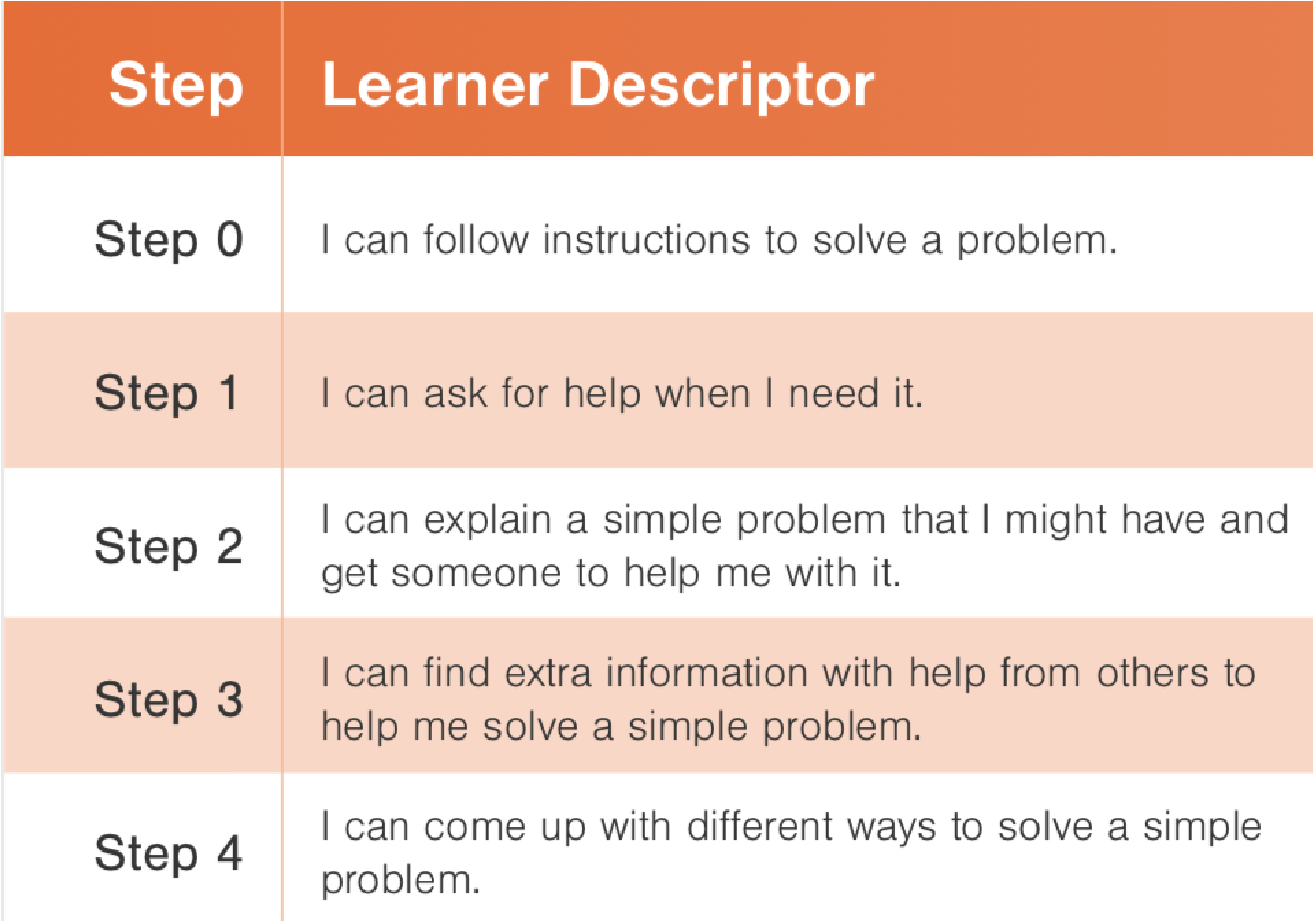 Step Learner Descriptor
Step 0 I can follow instructions to solve a problem.
Step 1 I can ask for help when I need it.
Step 2 I can explain a simple problem that I might have and
get someone to help me with it.
Step 3 I can find extra information with help from others to
help me solve a simple problem.
Step 4 I can come up with different ways to solve a simple
problem.